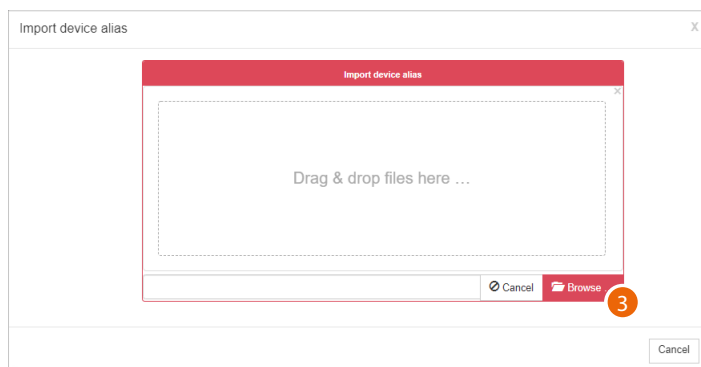 Import device alias
X
Import device alias
x
Drag & drop files here …
Cancel
Browse ...
3
Cancel